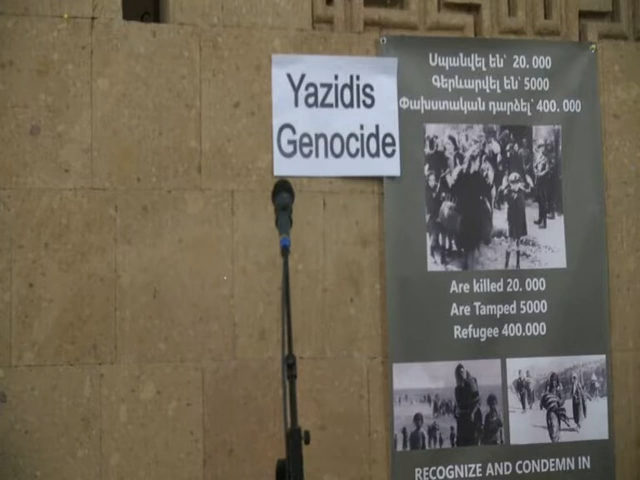 Yazidis
Genocide
Սպանվել են՝ 20. 000
Գերևարվել են՝ 5000
Փախստական դարձել՝ 400. 000
Are killed 20. 000
Are Tamped 5000
Refugee 400.000
RECOGNIZE AND CONDEMN IN